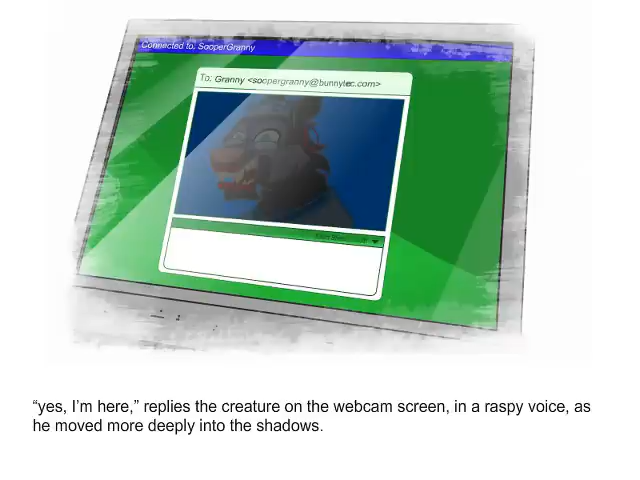 Connected to: SooperGranny
To: Granny <soopergranny@bunnytec.com>
“yes, I’m here,” replies the creature on the webcam screen, in a raspy voice, as
he moved more deeply into the shadows.